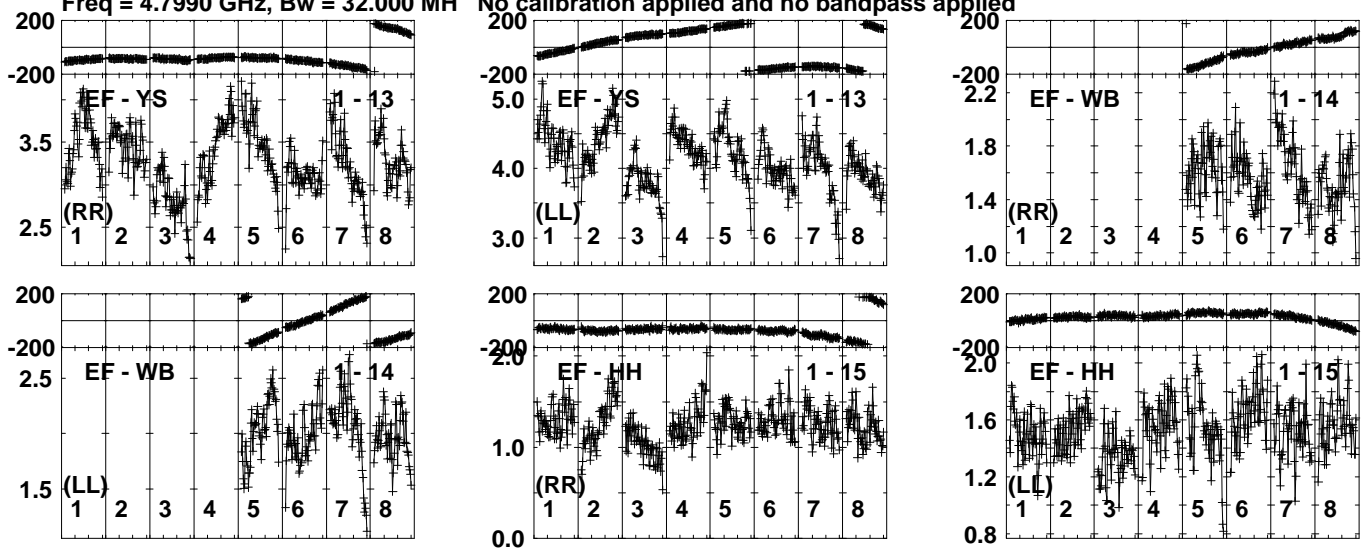 Freq = 4.7990 GHz, Bw = 32.000 MH No calibration applied and no bandpass applied
200
-200
EF - YS 1 - 13
3.5
2.5
(RR)
1 2 3 4 5 6 7 8
5.0
EF - YS 1 - 13
4.0
(LL)
3.0
1 2 3 4 5 6 7 8
200
-200
2.2
EF - WB 1 - 14
1.8
1.4
(RR)
1.0
1 2 3 4 5 6 7 8
200
-200
EF - WB 1 - 14
2.5
1.5
(LL)
1 2 3 4 5 6 7 8
200
-200
2.0
EF - HH 1 - 15
1.0
(RR)
0.0
1 2 3 4 5 6 7 8
200
-200
2.0
EF - HH 1 - 15
1.6
1.2
(LL)
0.8
1 2 3 4 5 6 7 8